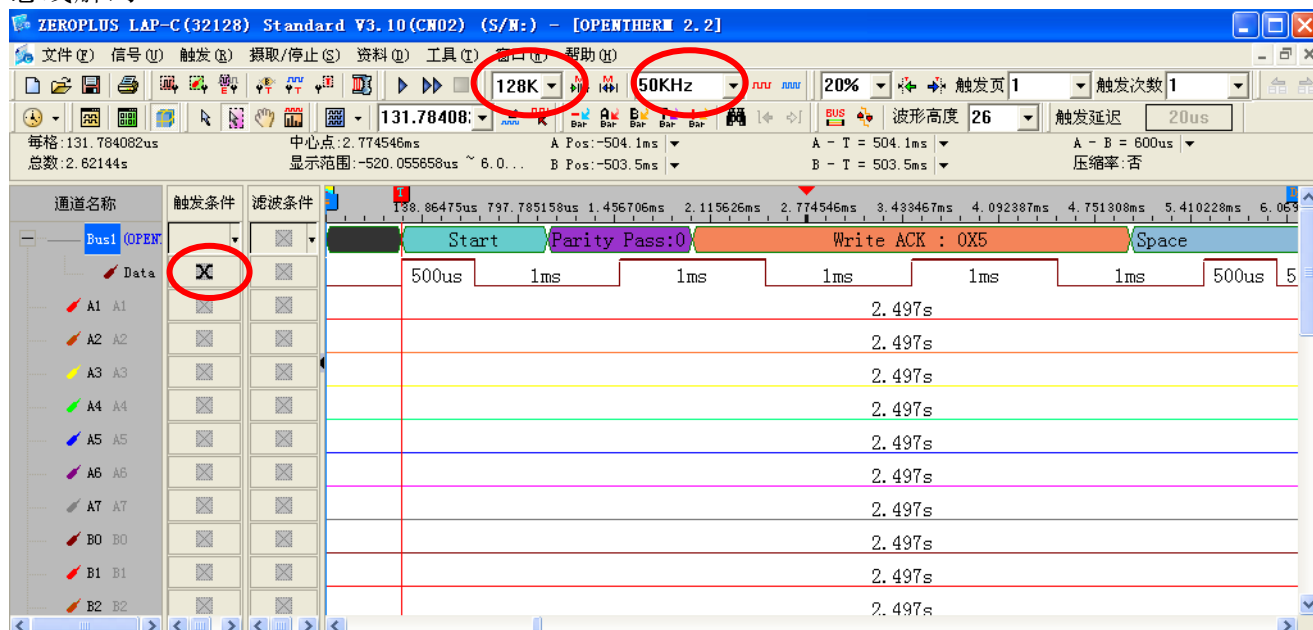 ZEROPLUS LAP-C(32128) Standard V3.10(CN02) (S/N:) - [OPENTHERM 2.2]
文件(F) 信号(U) 触发(R) 摄取/停止(S) 资料(D) 工具(T) 窗口(W) 帮助(H)
128K 50KHz 20% 触发页 1 触发次数 1
131.78408 BUS 波形高度 26 触发延迟 20us
每格:131.784082us 中心点:2.774546ms A Pos:-504.1ms A - T = 504.1ms A - B = 600us
总数:2.62144s 显示范围:-520.055658us ~ 6.0... B Pos:-503.5ms B - T = 503.5ms 压缩率:否
通道名称 触发条件 滤波条件 138.86475us 797.785158us 1.456706ms 2.115626ms 2.774546ms 3.433467ms 4.092387ms 4.751308ms 5.410228ms 6.069
Bus1 (OPEN Start Parity Pass:0 Write ACK : 0X5 Space
Data 500us 1ms 1ms 1ms 1ms 1ms 500us 5
A1 A1 2.497s
A2 A2 2.497s
A3 A3 2.497s
A4 A4 2.497s
A5 A5 2.497s
A6 A6 2.497s
A7 A7 2.497s
B0 B0 2.497s
B1 B1 2.497s
B2 B2 2.497s